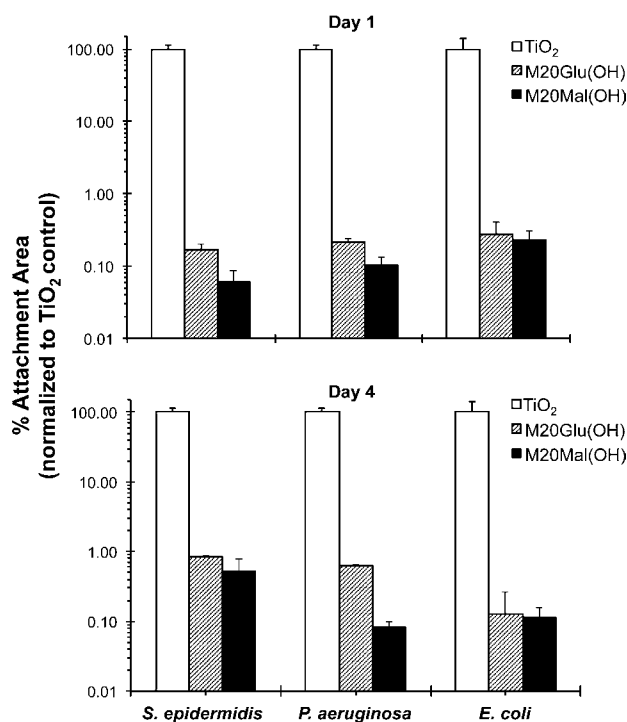 Day 1
100.00
10.00
1.00
0.10
0.01
TiO2
M20Glu(OH)
M20Mal(OH)
% Attachment Area
(normalized to TiO2 control)
Day 4
100.00
10.00
1.00
0.10
0.01
TiO2
M20Glu(OH)
M20Mal(OH)
S. epidermidis P. aeruginosa E. coli